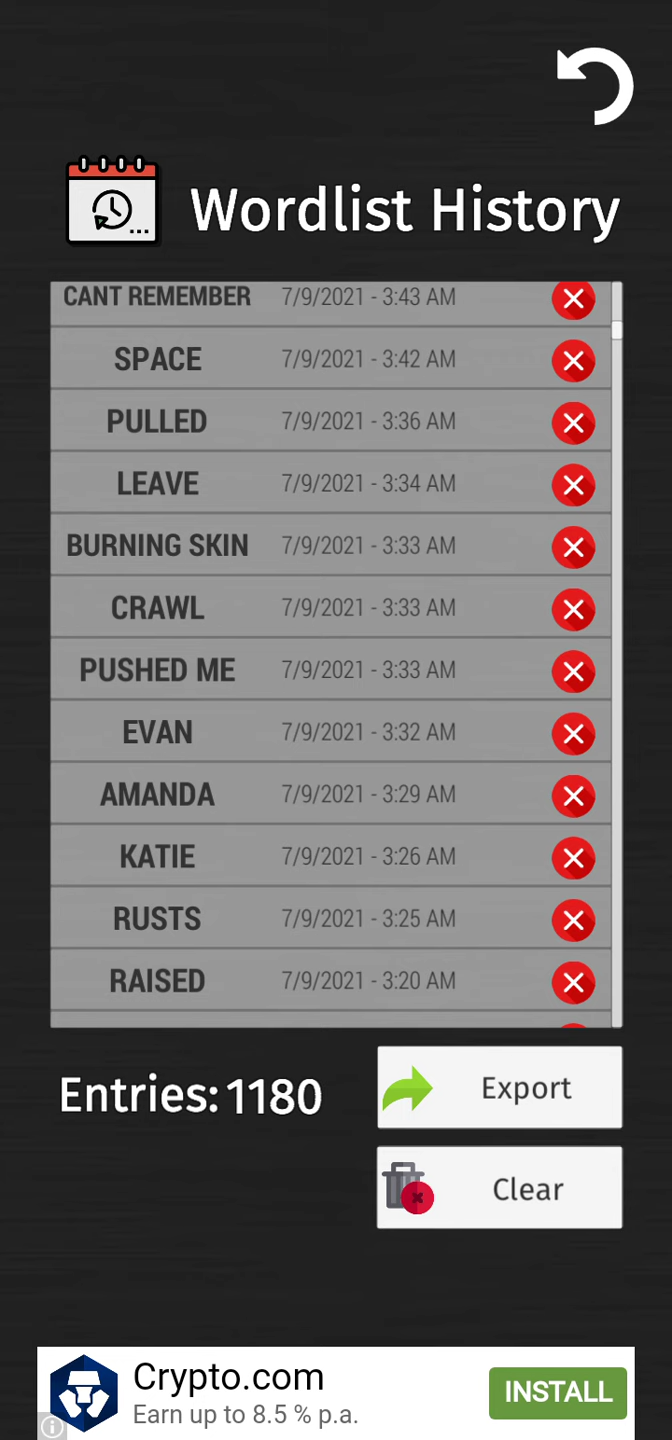 Wordlist History
CANT REMEMBER 7/9/2021 - 3:43 AM
SPACE 7/9/2021 - 3:42 AM
PULLED 7/9/2021 - 3:36 AM
LEAVE 7/9/2021 - 3:34 AM
BURNING SKIN 7/9/2021 - 3:33 AM
CRAWL 7/9/2021 - 3:33 AM
PUSHED ME 7/9/2021 - 3:33 AM
EVAN 7/9/2021 - 3:32 AM
AMANDA 7/9/2021 - 3:29 AM
KATIE 7/9/2021 - 3:26 AM
RUSTS 7/9/2021 - 3:25 AM
RAISED 7/9/2021 - 3:20 AM
Entries: 1180
Export
Clear
Crypto.com
Earn up to 8.5 % p.a.
INSTALL